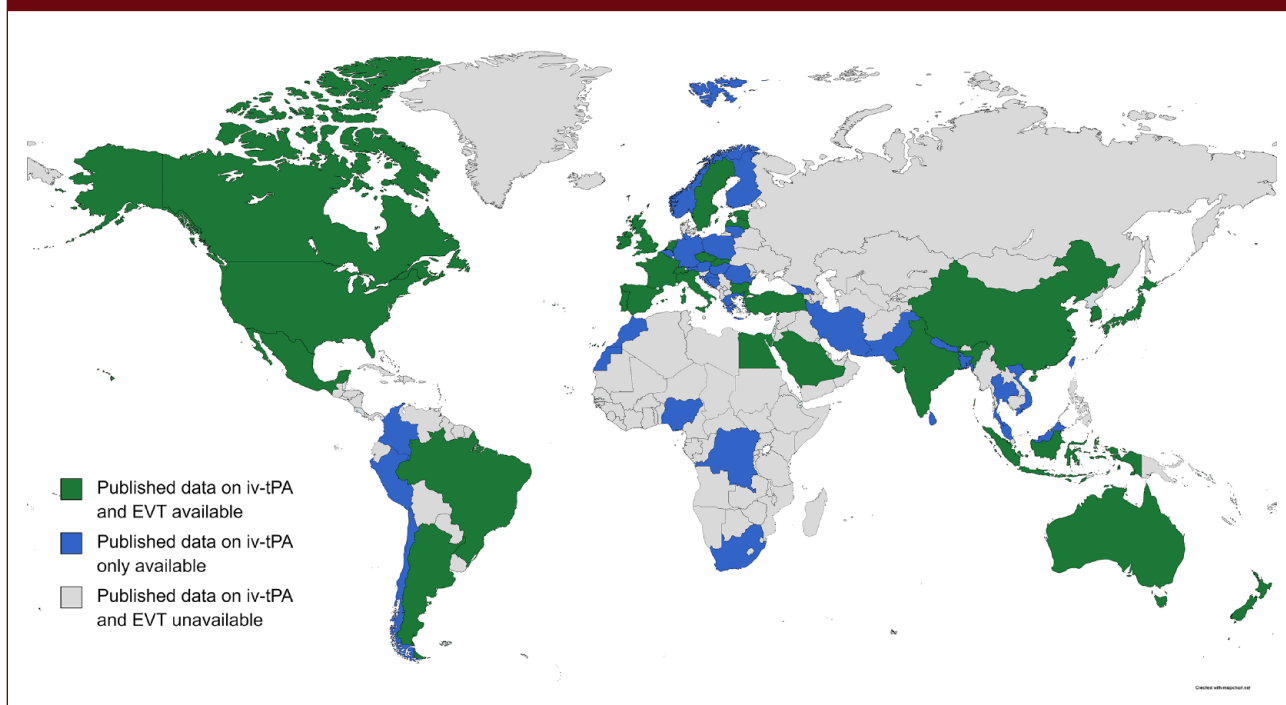 Published data on iv-tPA
and EVT available
Published data on iv-tPA
only available
Published data on iv-tPA
and EVT unavailable
Created with mapchart.net